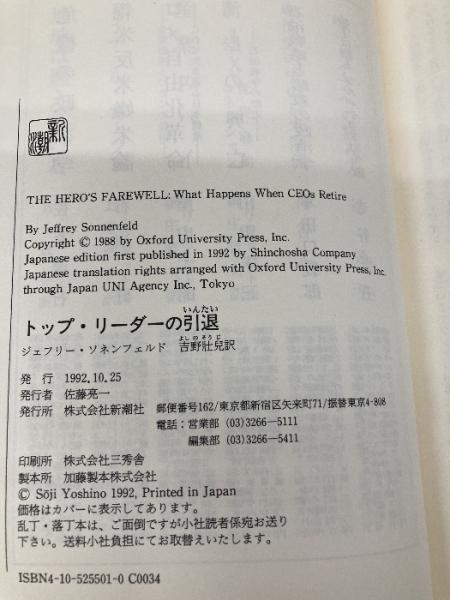 新潮
THE HERO'S FAREWELL: What Happens When CEOs Retire
By Jeffrey Sonnenfeld
Copyright © 1988 by Oxford University Press, Inc.
Japanese edition first published in 1992 by Shinchosha Company
Japanese translation rights arranged with Oxford University Press, Inc.
through Japan UNI Agency Inc., Tokyo
いんたい
トップ・リーダーの引退
よしのそうじ
ジェフリー・ソネンフェルド 吉野壯兒訳
発 行 1992.10.25
発行者 佐藤亮一
発行所 株式会社新潮社 郵便番号162/東京都新宿区矢来町71/振替東京4-808
電話:営業部 (03)3266—5111
編集部 (03)3266—5411
印刷所 株式会社三秀舎
製本所 加藤製本株式会社
© Sōji Yoshino 1992, Printed in Japan
価格はカバーに表示してあります。
乱丁・落丁本は、ご面倒ですが小社読者係宛お送り
下さい。送料小社負担にてお取替えいたします。
ISBN4-10-525501-0 C0034